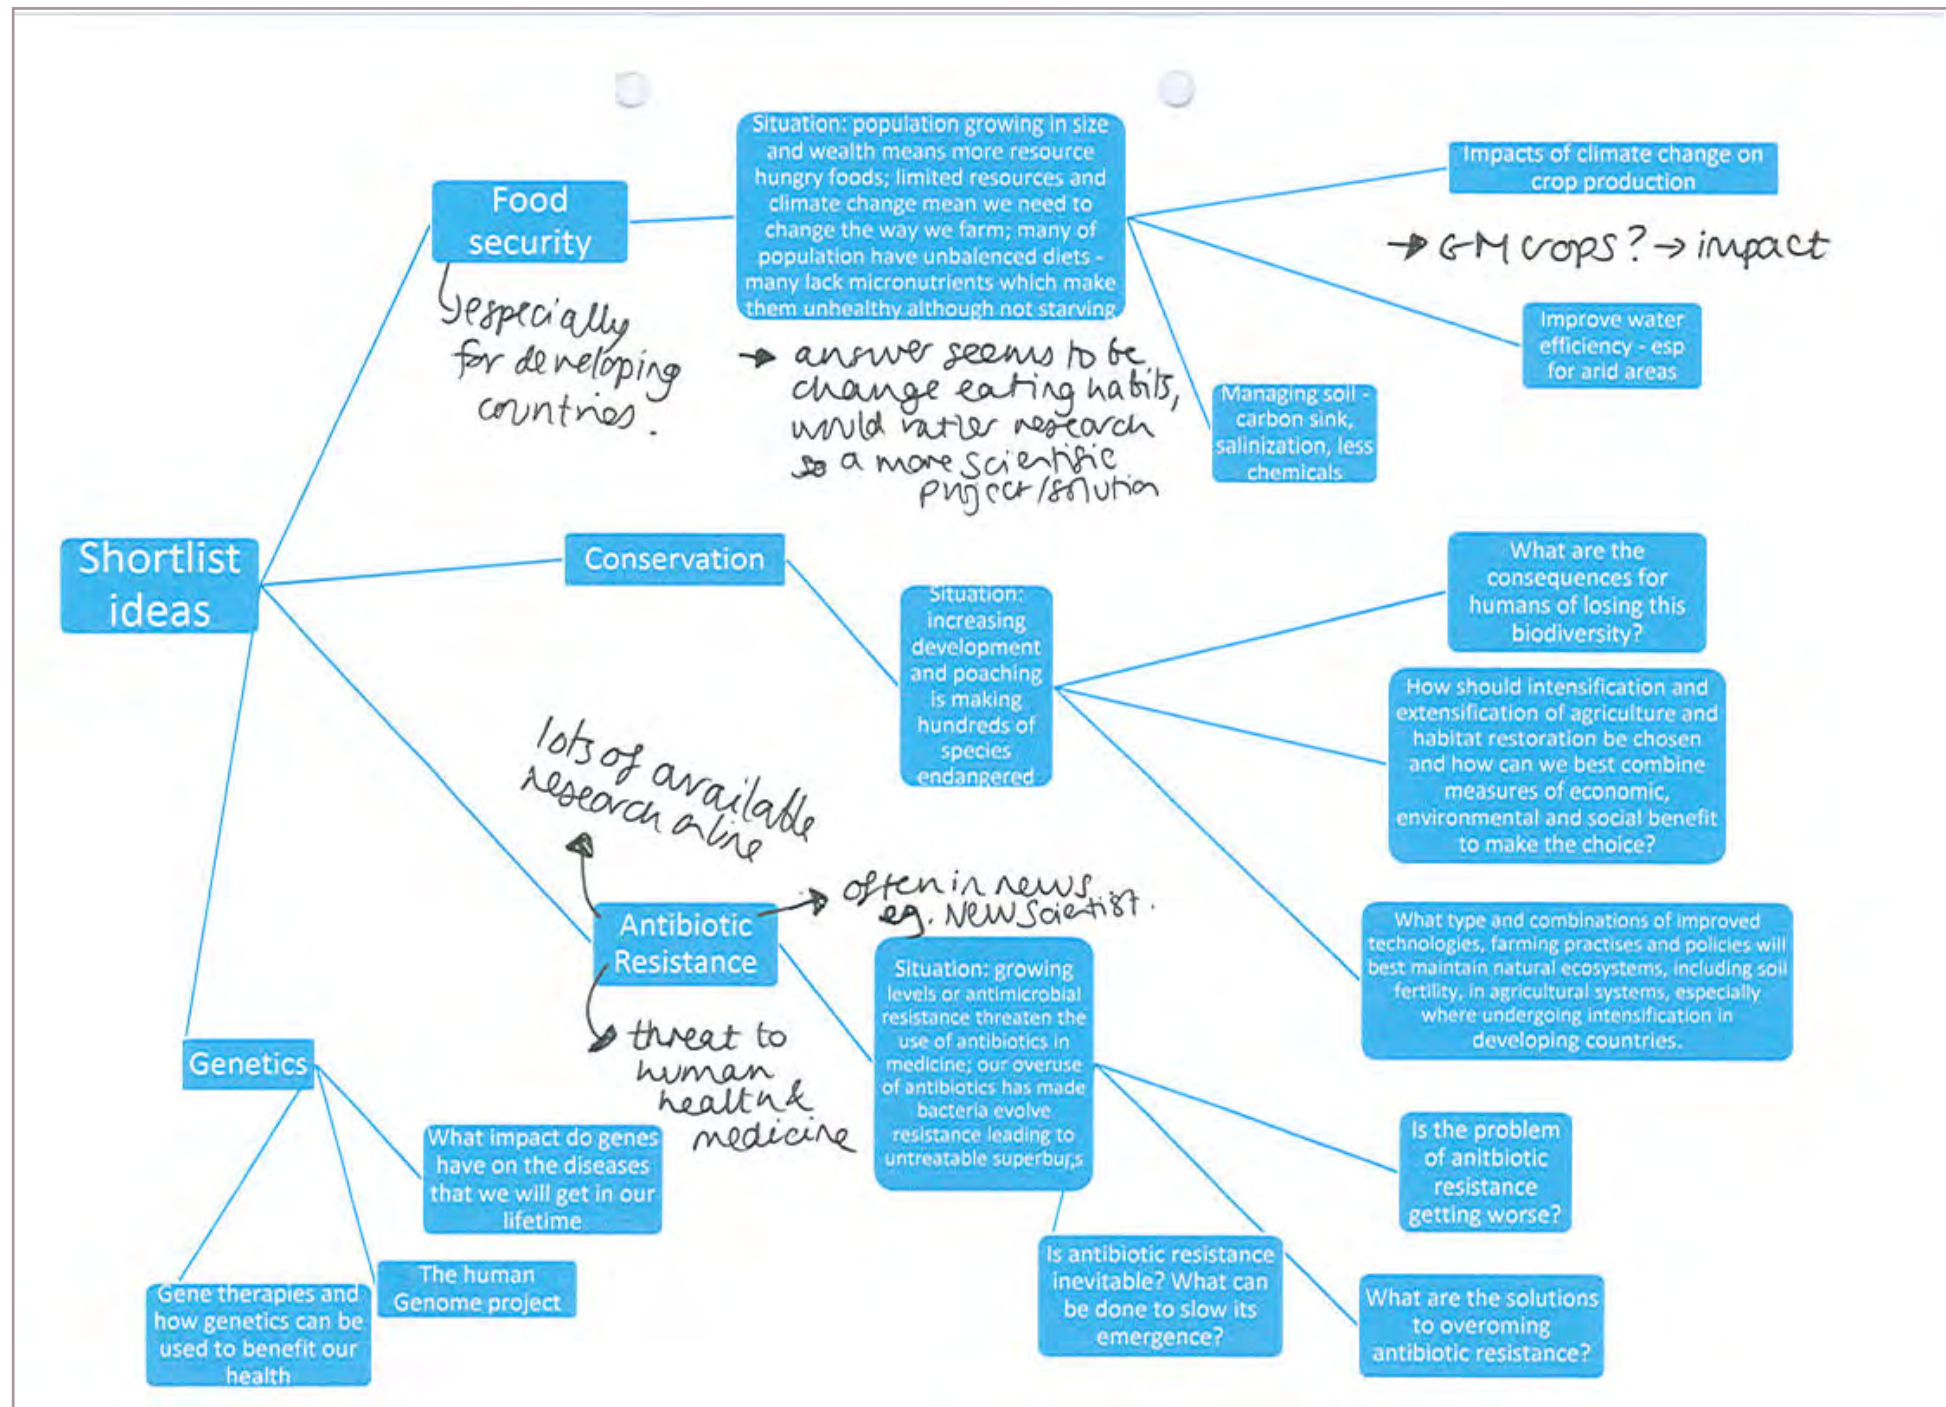 Shortlist
ideas
Food
security
especially
for developing
countries.
Situation: population growing in size
and wealth means more resource
hungry foods; limited resources and
climate change mean we need to
change the way we farm; many of
population have unbalenced diets -
many lack micronutrients which make
them unhealthy although not starving
→ answer seems to be
change eating habits,
would rather research
so a more scientific
project/solution
Impacts of climate change on
crop production
→ GM crops? → impact
Improve water
efficiency - esp
for arid areas
Managing soil -
carbon sink,
salinization, less
chemicals
Conservation
Situation:
increasing
development
and poaching
is making
hundreds of
species
endangered
What are the
consequences for
humans of losing this
biodiversity?
How should intensification and
extensification of agriculture and
habitat restoration be chosen
and how can we best combine
measures of economic,
environmental and social benefit
to make the choice?
What type and combinations of improved
technologies, farming practises and policies will
best maintain natural ecosystems, including soil
fertility, in agricultural systems, especially
where undergoing intensification in
developing countries.
Antibiotic
Resistance
lots of available
research online
often in news
eg. New Scientist.
threat to
human
health &
medicine
Situation: growing
levels or antimicrobial
resistance threaten the
use of antibiotics in
medicine; our overuse
of antibiotics has made
bacteria evolve
resistance leading to
untreatable superbugs
Is the problem
of anitbiotic
resistance
getting worse?
Is antibiotic resistance
inevitable? What can
be done to slow its
emergence?
What are the solutions
to overoming
antibiotic resistance?
Genetics
What impact do genes
have on the diseases
that we will get in our
lifetime
The human
Genome project
Gene therapies and
how genetics can be
used to benefit our
health